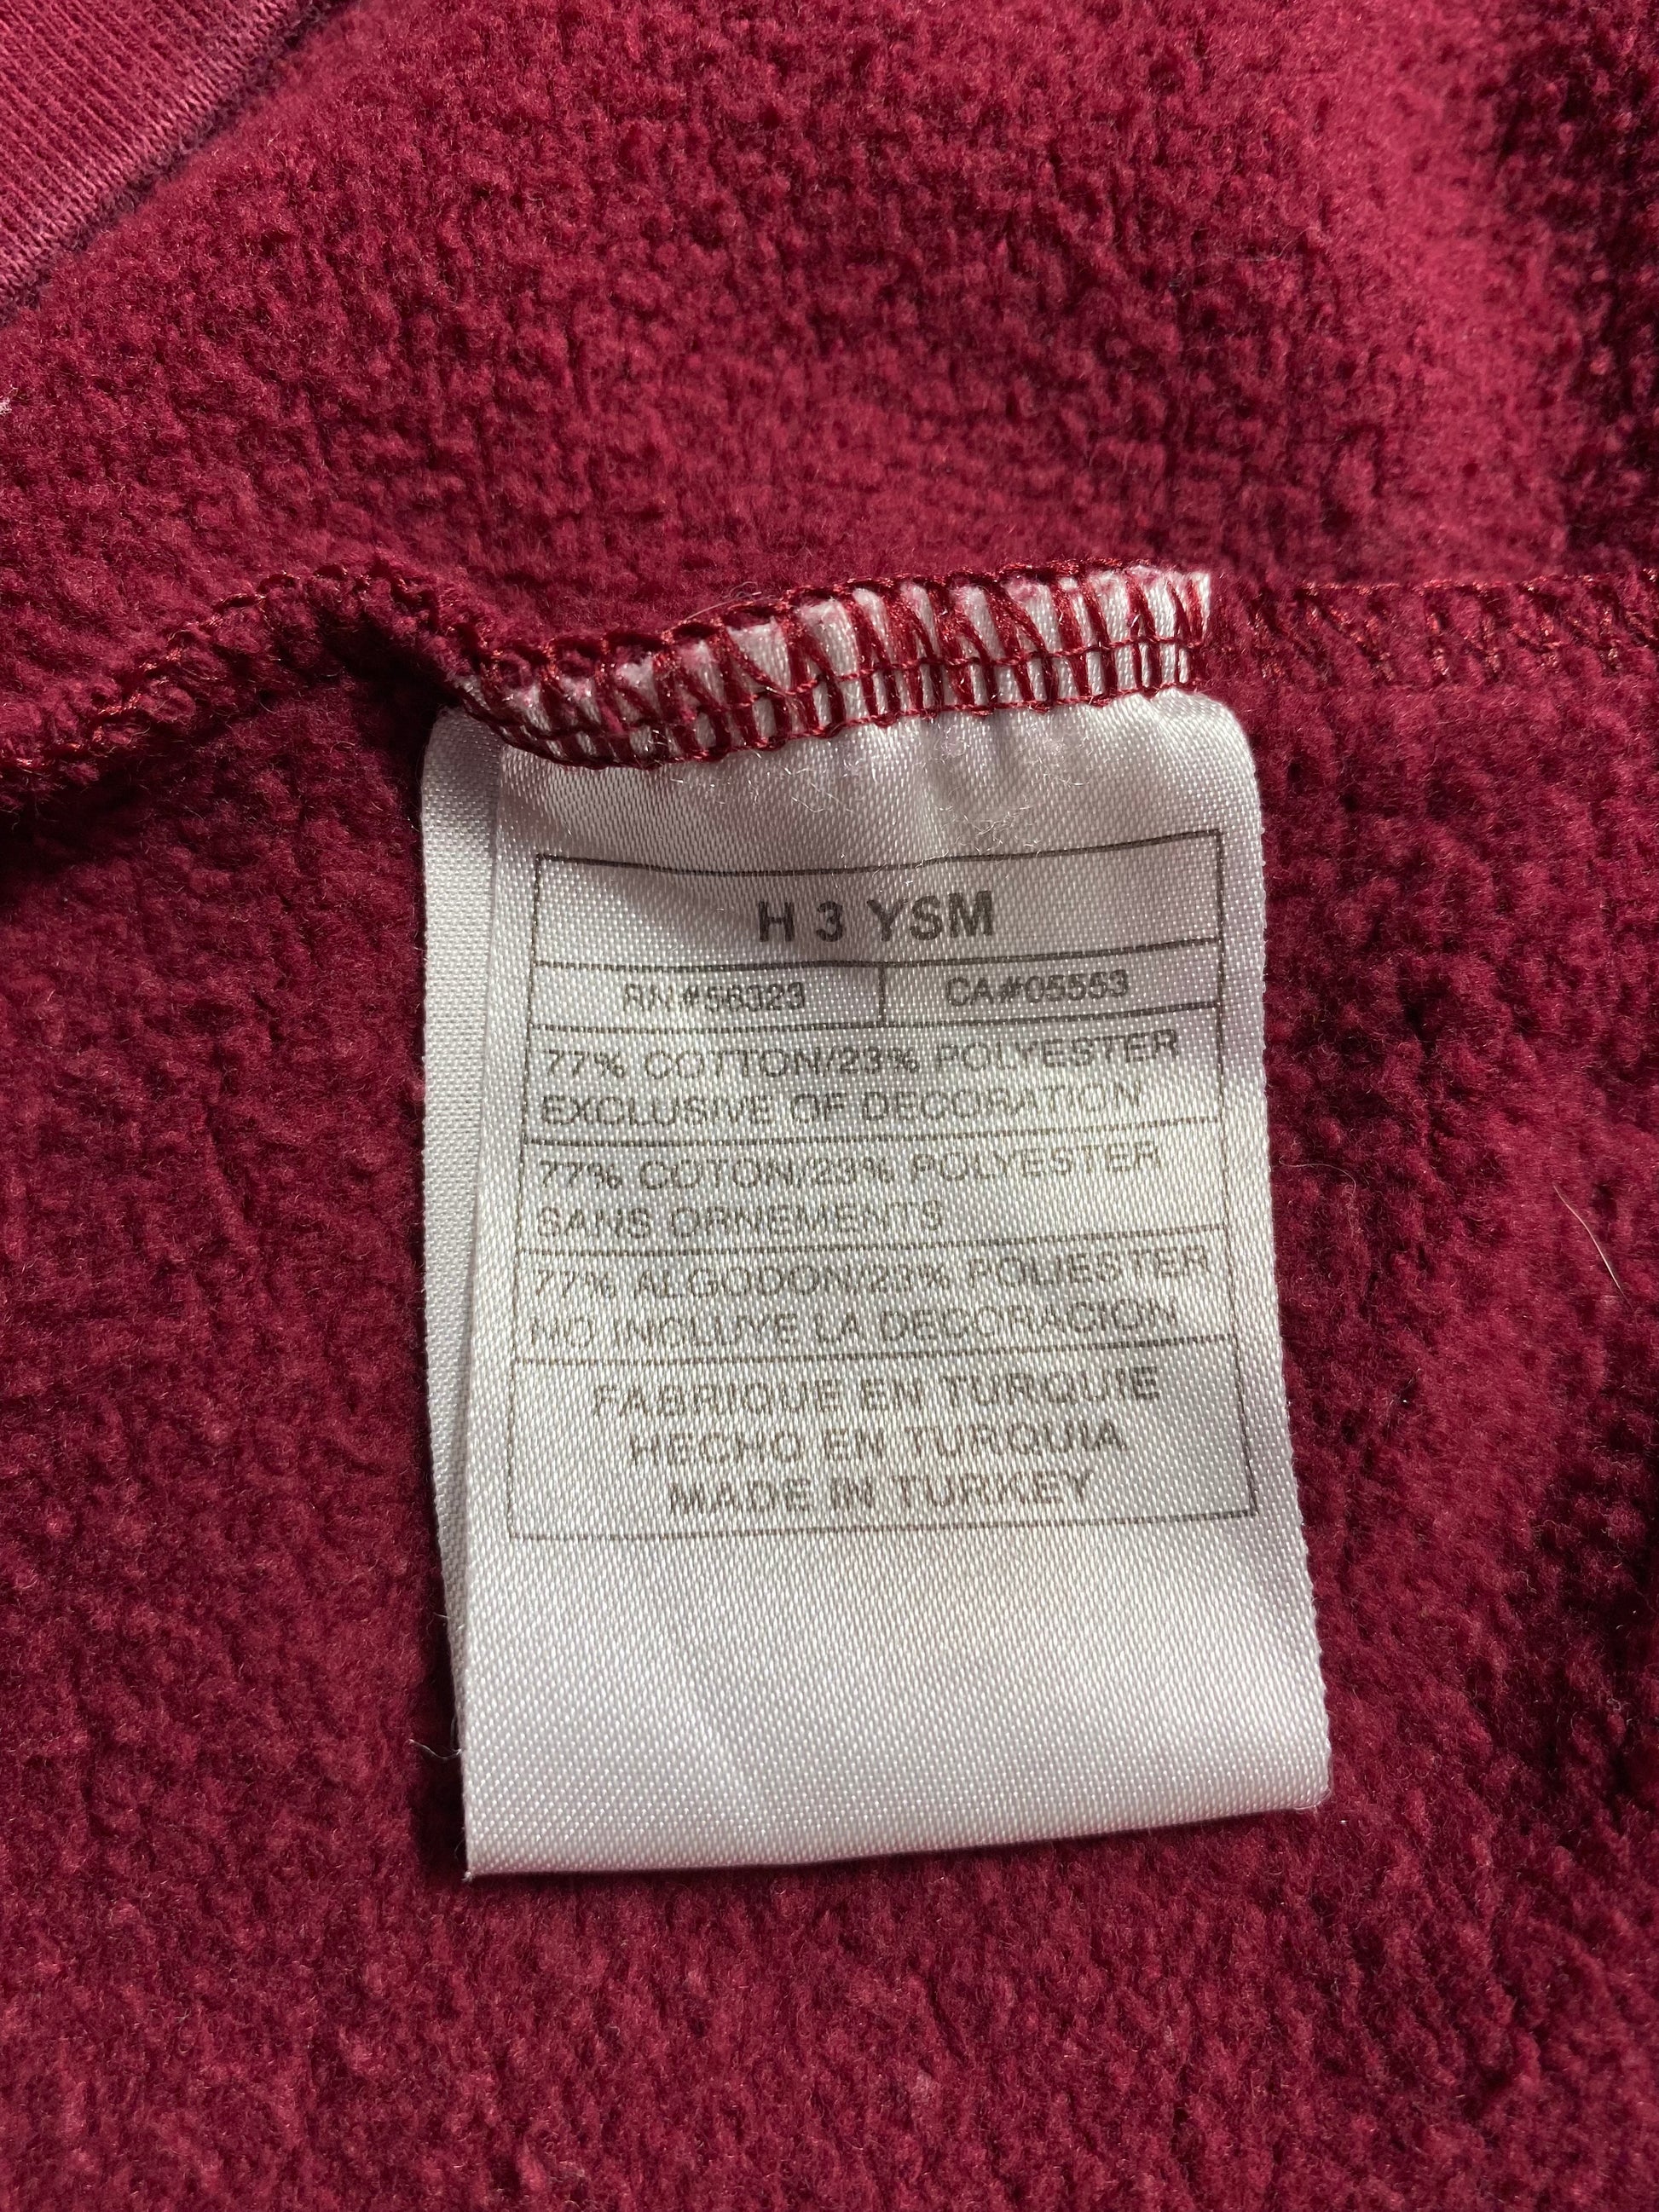 H 3 YSM
RN#56323 CA#05553
77% COTTON/23% POLYESTER
EXCLUSIVE OF DECORATION
77% COTON/23% POLYESTER
SANS ORNEMENTS
77% ALGODON/23% POLIESTER
NO INCLUYE LA DECORACION
FABRIQUE EN TURQUIE
HECHO EN TURQUIA
MADE IN TURKEY